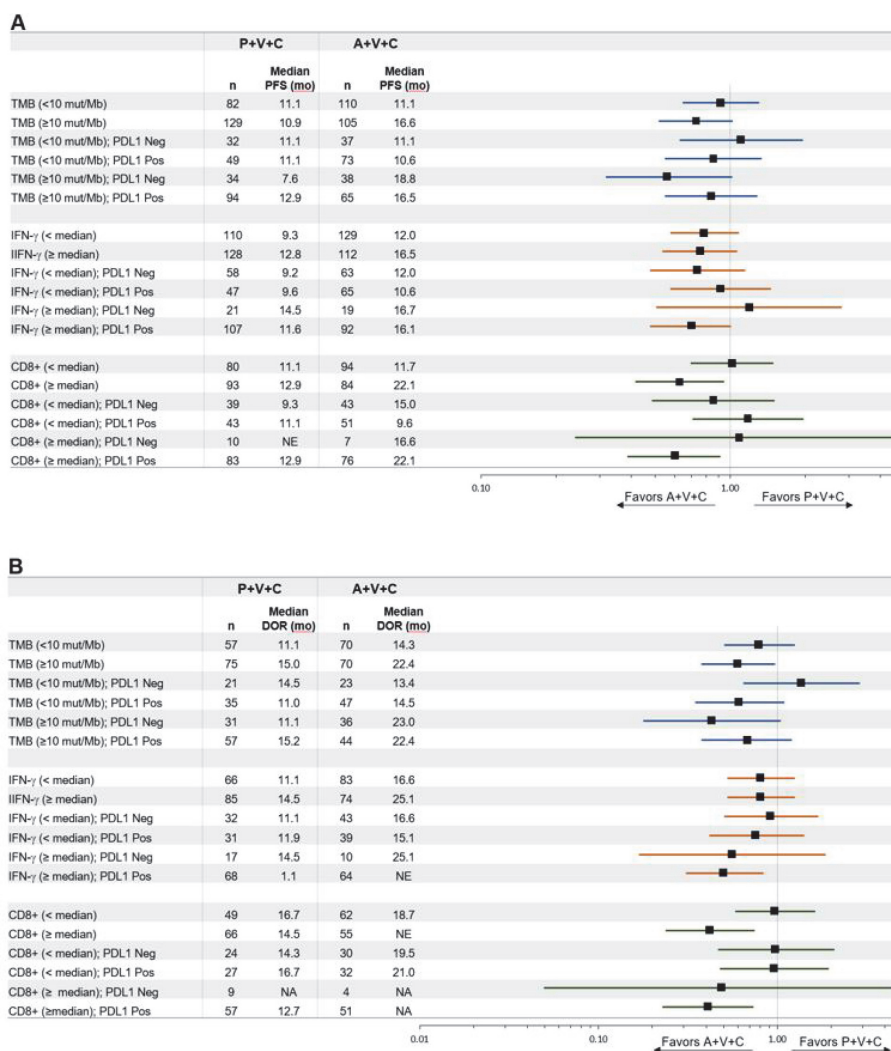 A
P+V+C A+V+C
n Median PFS (mo) n Median PFS (mo)
TMB (<10 mut/Mb) 82 11.1 110 11.1
TMB (≥10 mut/Mb) 129 10.9 105 16.6
TMB (<10 mut/Mb); PDL1 Neg 32 11.1 37 11.1
TMB (<10 mut/Mb); PDL1 Pos 49 11.1 73 10.6
TMB (≥10 mut/Mb); PDL1 Neg 34 7.6 38 18.8
TMB (≥10 mut/Mb); PDL1 Pos 94 12.9 65 16.5
IFN-γ (< median) 110 9.3 129 12.0
IIFN-γ (≥ median) 128 12.8 112 16.5
IFN-γ (< median); PDL1 Neg 58 9.2 63 12.0
IFN-γ (< median); PDL1 Pos 47 9.6 65 10.6
IFN-γ (≥ median); PDL1 Neg 21 14.5 19 16.7
IFN-γ (≥ median); PDL1 Pos 107 11.6 92 16.1
CD8+ (< median) 80 11.1 94 11.7
CD8+ (≥ median) 93 12.9 84 22.1
CD8+ (< median); PDL1 Neg 39 9.3 43 15.0
CD8+ (< median); PDL1 Pos 43 11.1 51 9.6
CD8+ (≥ median); PDL1 Neg 10 NE 7 16.6
CD8+ (≥ median); PDL1 Pos 83 12.9 76 22.1
0.10 1.00
Favors A+V+C Favors P+V+C
B
P+V+C A+V+C
n Median DOR (mo) n Median DOR (mo)
TMB (<10 mut/Mb) 57 11.1 70 14.3
TMB (≥10 mut/Mb) 75 15.0 70 22.4
TMB (<10 mut/Mb); PDL1 Neg 21 14.5 23 13.4
TMB (<10 mut/Mb); PDL1 Pos 35 11.0 47 14.5
TMB (≥10 mut/Mb); PDL1 Neg 31 11.1 36 23.0
TMB (≥10 mut/Mb); PDL1 Pos 57 15.2 44 22.4
IFN-γ (< median) 66 11.1 83 16.6
IIFN-γ (≥ median) 85 14.5 74 25.1
IFN-γ (< median); PDL1 Neg 32 11.1 43 16.6
IFN-γ (< median); PDL1 Pos 31 11.9 39 15.1
IFN-γ (≥ median); PDL1 Neg 17 14.5 10 25.1
IFN-γ (≥ median); PDL1 Pos 68 1.1 64 NE
CD8+ (< median) 49 16.7 62 18.7
CD8+ (≥ median) 66 14.5 55 NE
CD8+ (< median); PDL1 Neg 24 14.3 30 19.5
CD8+ (< median); PDL1 Pos 27 16.7 32 21.0
CD8+ (≥ median); PDL1 Neg 9 NA 4 NA
CD8+ (≥median); PDL1 Pos 57 12.7 51 NA
0.01 0.10 1.00
Favors A+V+C Favors P+V+C